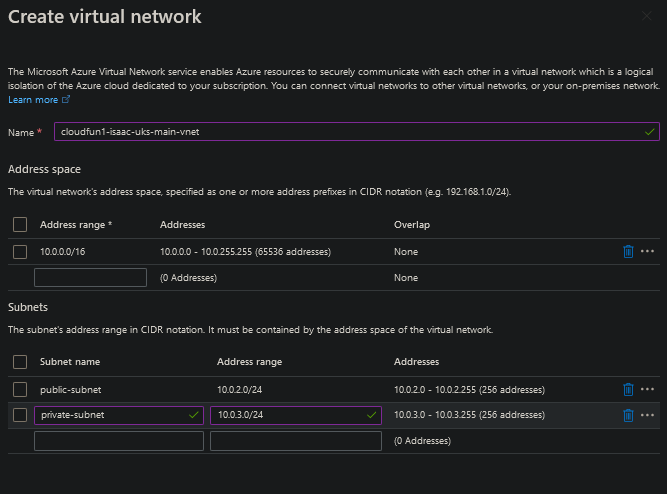 Create virtual network
The Microsoft Azure Virtual Network service enables Azure resources to securely communicate with each other in a virtual network which is a logical
isolation of the Azure cloud dedicated to your subscription. You can connect virtual networks to other virtual networks, or your on-premises network.
Learn more
Name * cloudfun1-isaac-uks-main-vnet
Address space
The virtual network's address space, specified as one or more address prefixes in CIDR notation (e.g. 192.168.1.0/24).
Address range * Addresses Overlap
10.0.0.0/16 10.0.0.0 - 10.0.255.255 (65536 addresses) None
(0 Addresses) None
Subnets
The subnet's address range in CIDR notation. It must be contained by the address space of the virtual network.
Subnet name Address range Addresses
public-subnet 10.0.2.0/24 10.0.2.0 - 10.0.2.255 (256 addresses)
private-subnet 10.0.3.0/24 10.0.3.0 - 10.0.3.255 (256 addresses)
(0 Addresses)